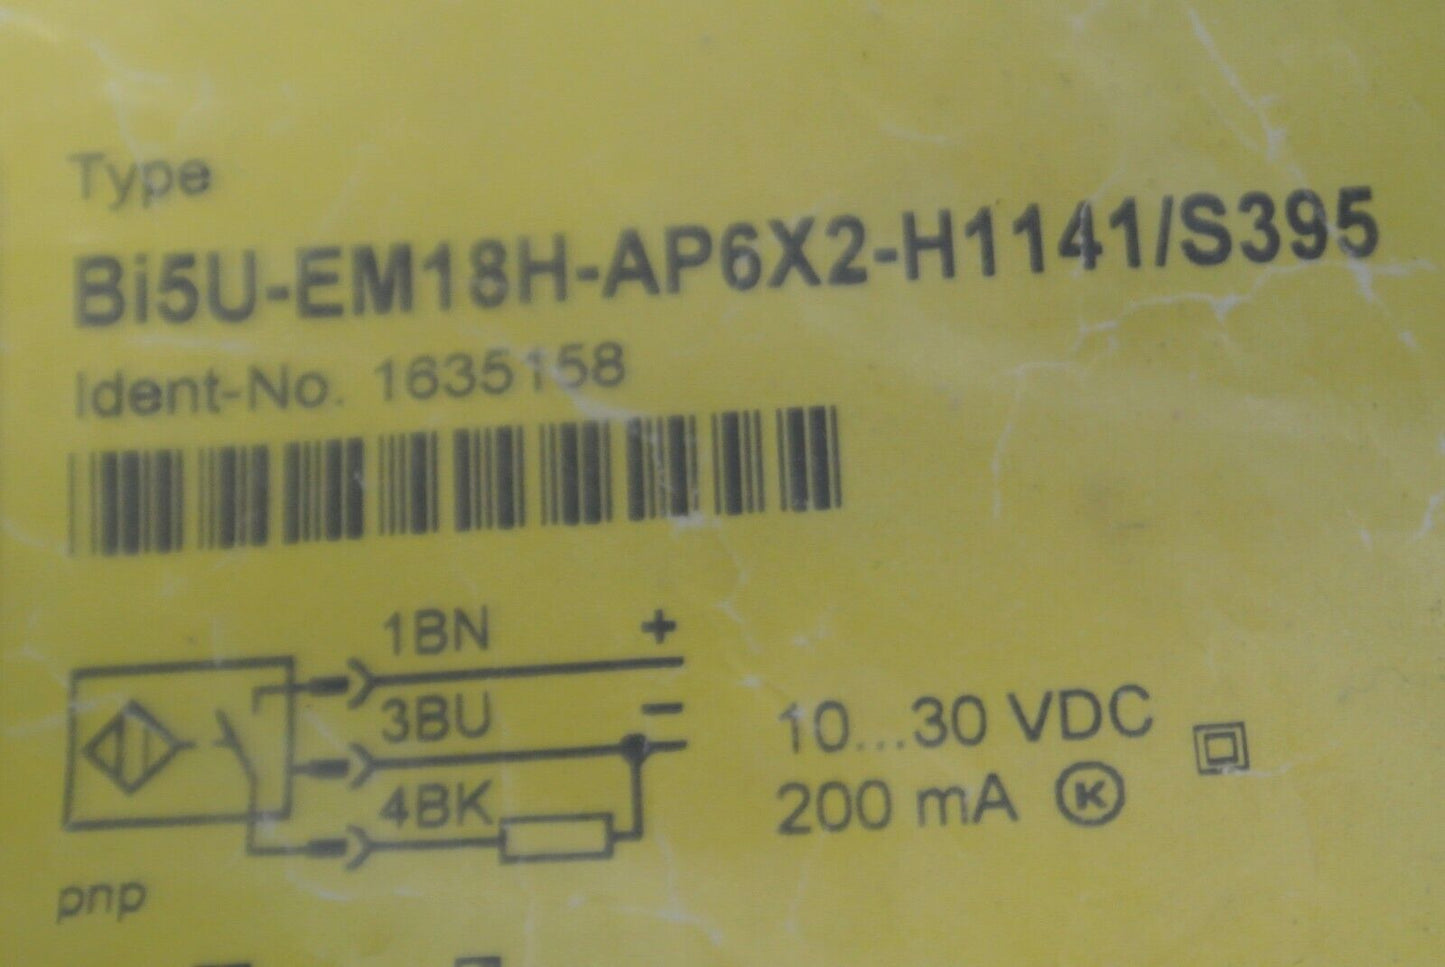 Type
Bi5U-EM18H-AP6X2-H1141/S395
Ident-No. 1635158
1BN +
3BU −
4BK
10...30 VDC
200 mA K
pnp